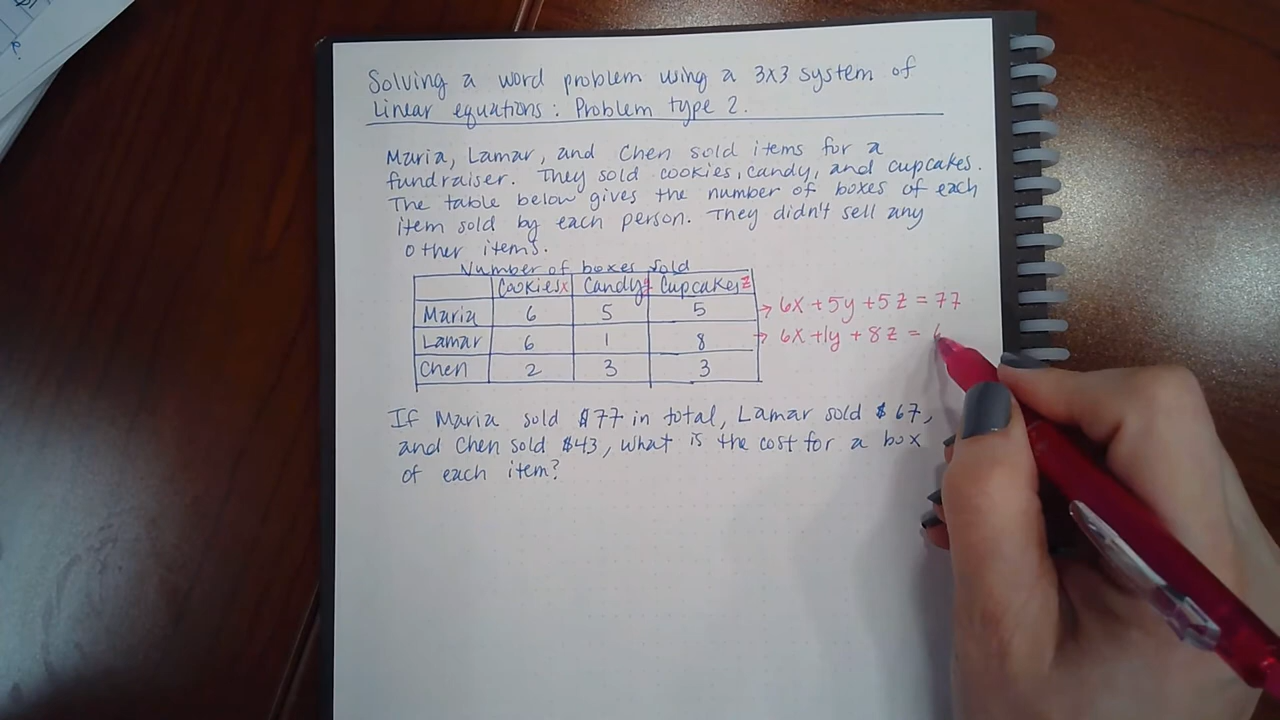 Solving a word problem using a 3x3 system of
linear equations: Problem type 2.
Maria, Lamar, and Chen sold items for a
fundraiser. They sold cookies, candy, and cupcakes.
The table below gives the number of boxes of each
item sold by each person. They didn't sell any
other items.
Number of boxes sold
Cookies x Candy y Cupcakes z
Maria 6 5 5 → 6x + 5y + 5z = 77
Lamar 6 1 8 → 6x + 1y + 8z = 6
Chen 2 3 3
If Maria sold $77 in total, Lamar sold $67,
and Chen sold $43, what is the cost for a box
of each item?